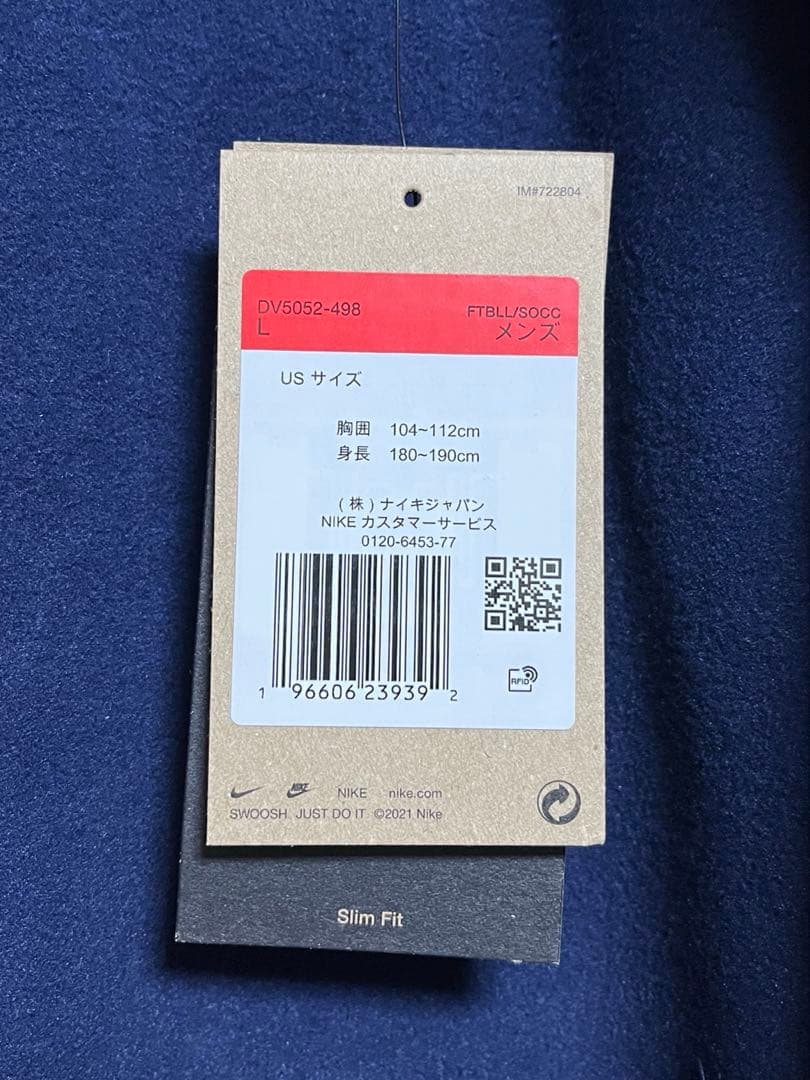 IM#722804
DV5052-498 FTBLL/SOCC
L メンズ
US サイズ
胸囲 104~112cm
身長 180~190cm
(株)ナイキジャパン
NIKE カスタマーサービス
0120-6453-77
RFID
1 96606 23939 2
NIKE nike.com
SWOOSH. JUST DO IT. ©2021 Nike
Slim Fit